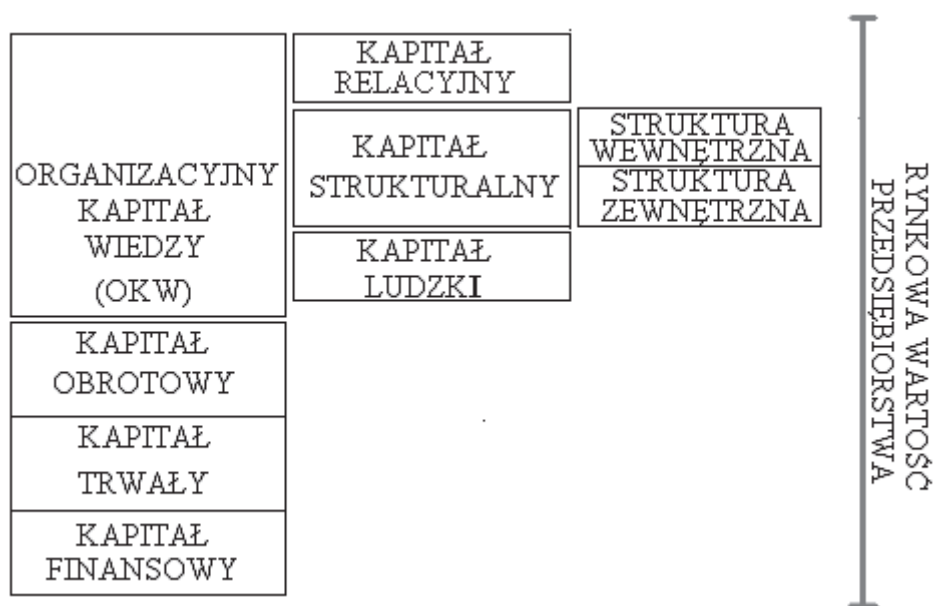 ORGANIZACYJNY
KAPITAŁ
WIEDZY
(OKW)
KAPITAŁ
RELACYJNY
KAPITAŁ
STRUKTURALNY
STRUKTURA
WEWNĘTRZNA
STRUKTURA
ZEWNĘTRZNA
KAPITAŁ
LUDZKI
KAPITAŁ
OBROTOWY
KAPITAŁ
TRWAŁY
KAPITAŁ
FINANSOWY
RYNKOWA WARTOŚĆ
PRZEDSIĘBIORSTWA